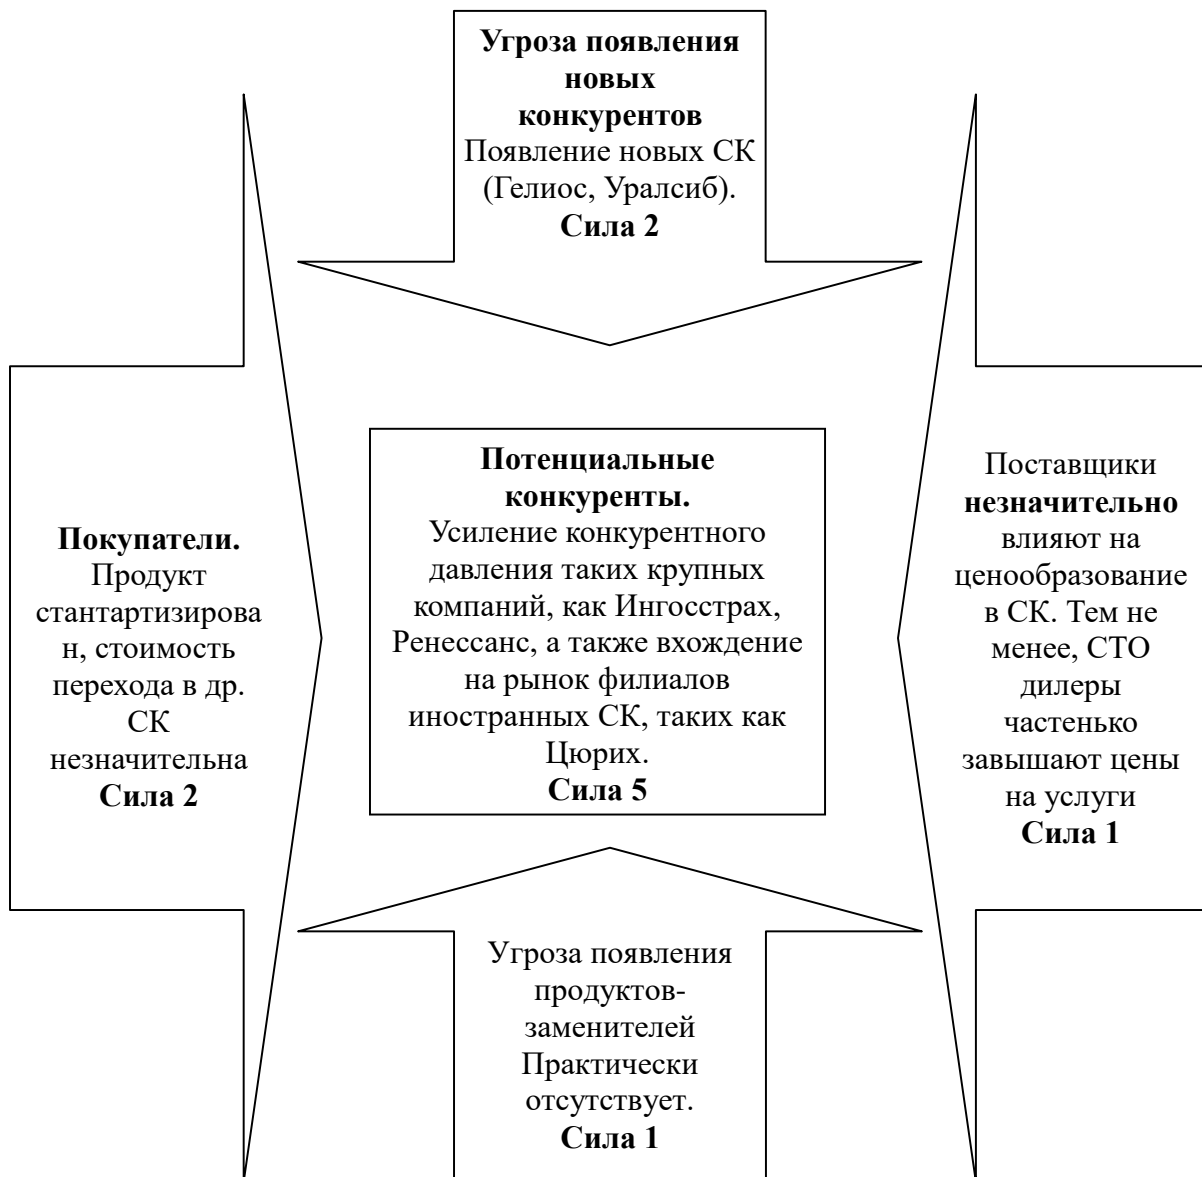 Угроза появления
новых
конкурентов
Появление новых СК
(Гелиос, Уралсиб).
Сила 2
Покупатели.
Продукт
стантартизирова
н, стоимость
перехода в др.
СК
незначительна
Сила 2
Потенциальные
конкуренты.
Усиление конкурентного
давления таких крупных
компаний, как Ингосстрах,
Ренессанс, а также вхождение
на рынок филиалов
иностранных СК, таких как
Цюрих.
Сила 5
Поставщики
незначительно
влияют на
ценообразование
в СК. Тем не
менее, СТО
дилеры
частенько
завышают цены
на услуги
Сила 1
Угроза появления
продуктов-
заменителей
Практически
отсутствует.
Сила 1